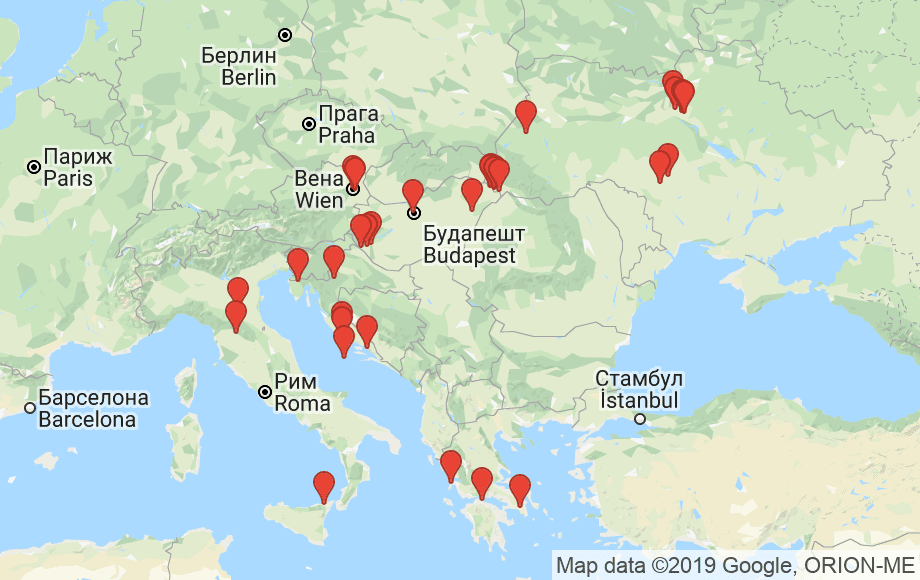 Берлин
Berlin
Прага
Praha
Париж
Paris
Вена
Wien
Будапешт
Budapest
Стамбул
İstanbul
Рим
Roma
Барселона
Barcelona
Map data ©2019 Google, ORION-ME